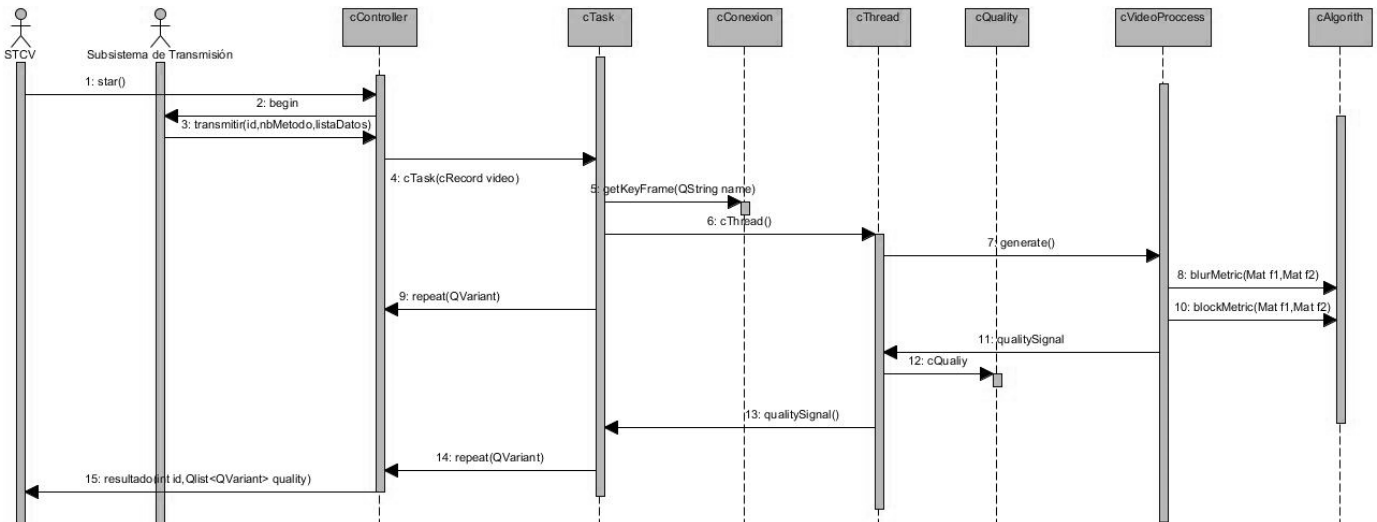 cController
cTask
cConexion
cThread
cQuality
cVideoProccess
cAlgorith
STCV
Subsistema de Transmisión
1: star()
2: begin
3: transmitir(id,nbMetodo,listaDatos)
4: cTask(cRecord video)
5: getKeyFrame(QString name)
6: cThread()
7: generate()
8: blurMetric(Mat f1,Mat f2)
9: repeat(QVariant)
10: blockMetric(Mat f1,Mat f2)
11: qualitySignal
12: cQualiy
13: qualitySignal()
14: repeat(QVariant)
15: resultado(int id,Qlist<QVariant> quality)